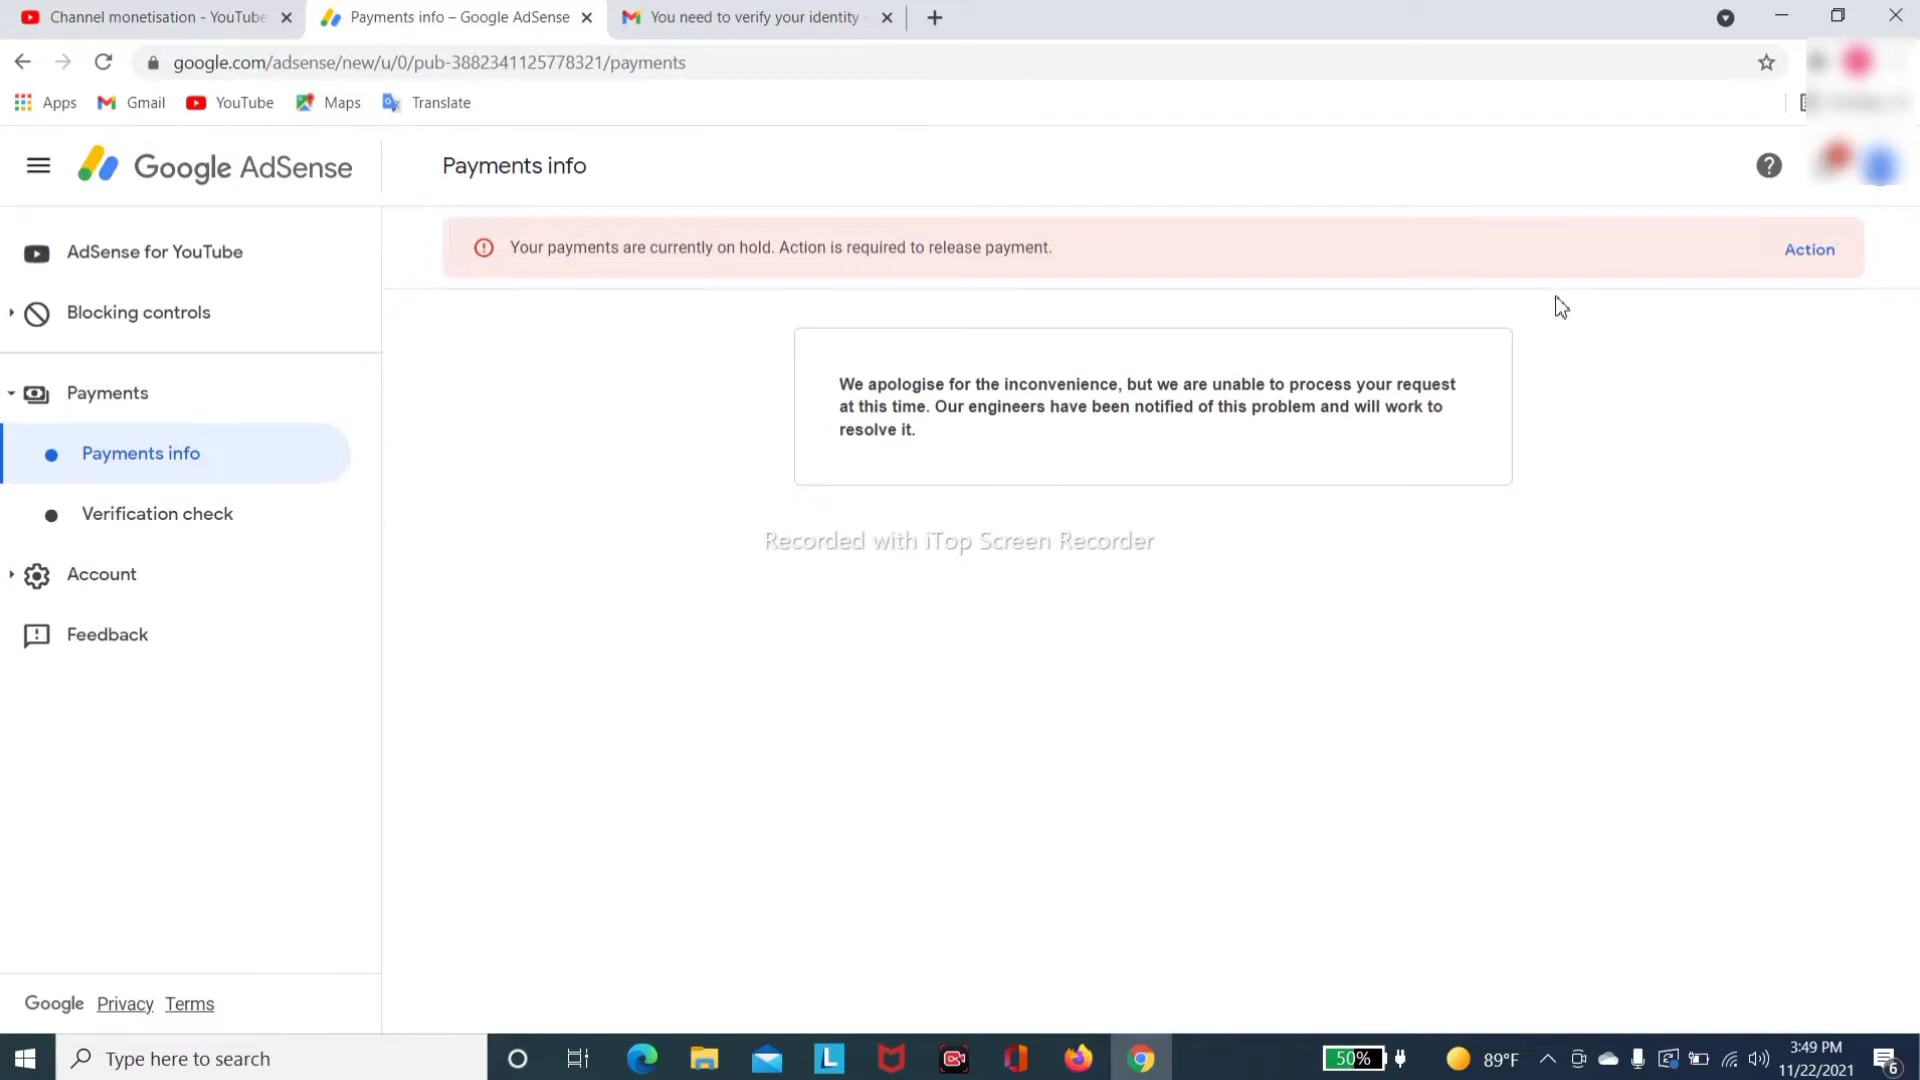 Channel monetisation - YouTube
Payments info – Google AdSense
You need to verify your identity
google.com/adsense/new/u/0/pub-3882341125778321/payments
Apps
Gmail
YouTube
Maps
Translate
Google AdSense
Payments info
AdSense for YouTube
Your payments are currently on hold. Action is required to release payment.
Action
Blocking controls
Payments
Payments info
Verification check
Account
Feedback
We apologise for the inconvenience, but we are unable to process your request
at this time. Our engineers have been notified of this problem and will work to
resolve it.
Recorded with iTop Screen Recorder
Google Privacy Terms
Type here to search
L
50%
89°F
3:49 PM
11/22/2021
6